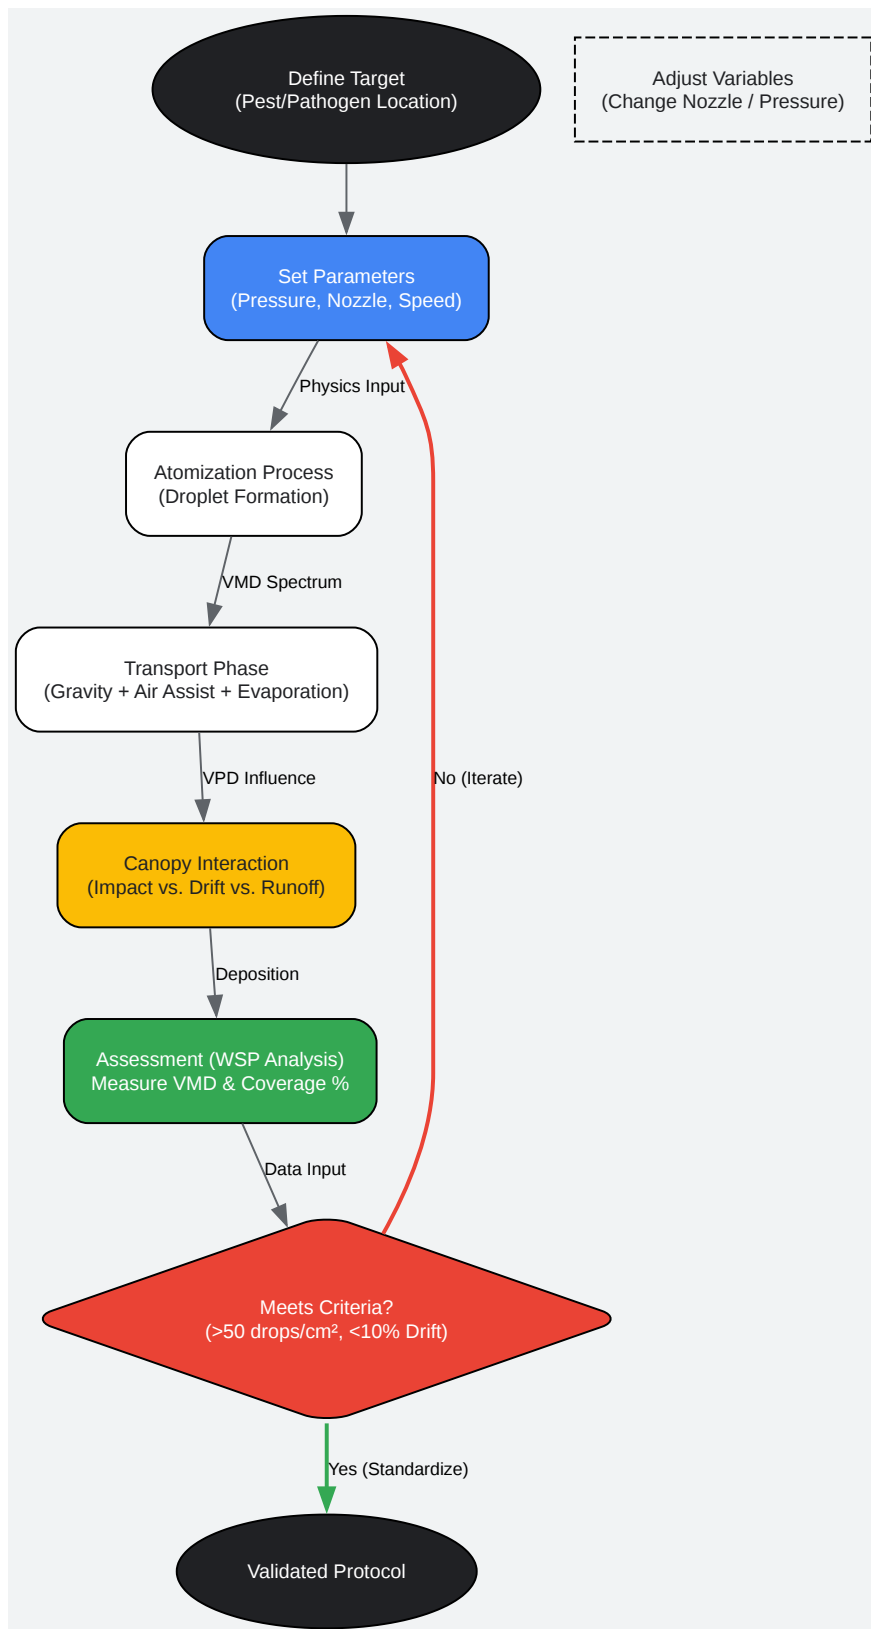 Define Target
(Pest/Pathogen Location)
Adjust Variables
(Change Nozzle / Pressure)
Set Parameters
(Pressure, Nozzle, Speed)
Physics Input
Atomization Process
(Droplet Formation)
VMD Spectrum
Transport Phase
(Gravity + Air Assist + Evaporation)
VPD Influence
No (Iterate)
Canopy Interaction
(Impact vs. Drift vs. Runoff)
Deposition
Assessment (WSP Analysis)
Measure VMD & Coverage %
Data Input
Meets Criteria?
(>50 drops/cm², <10% Drift)
Yes (Standardize)
Validated Protocol